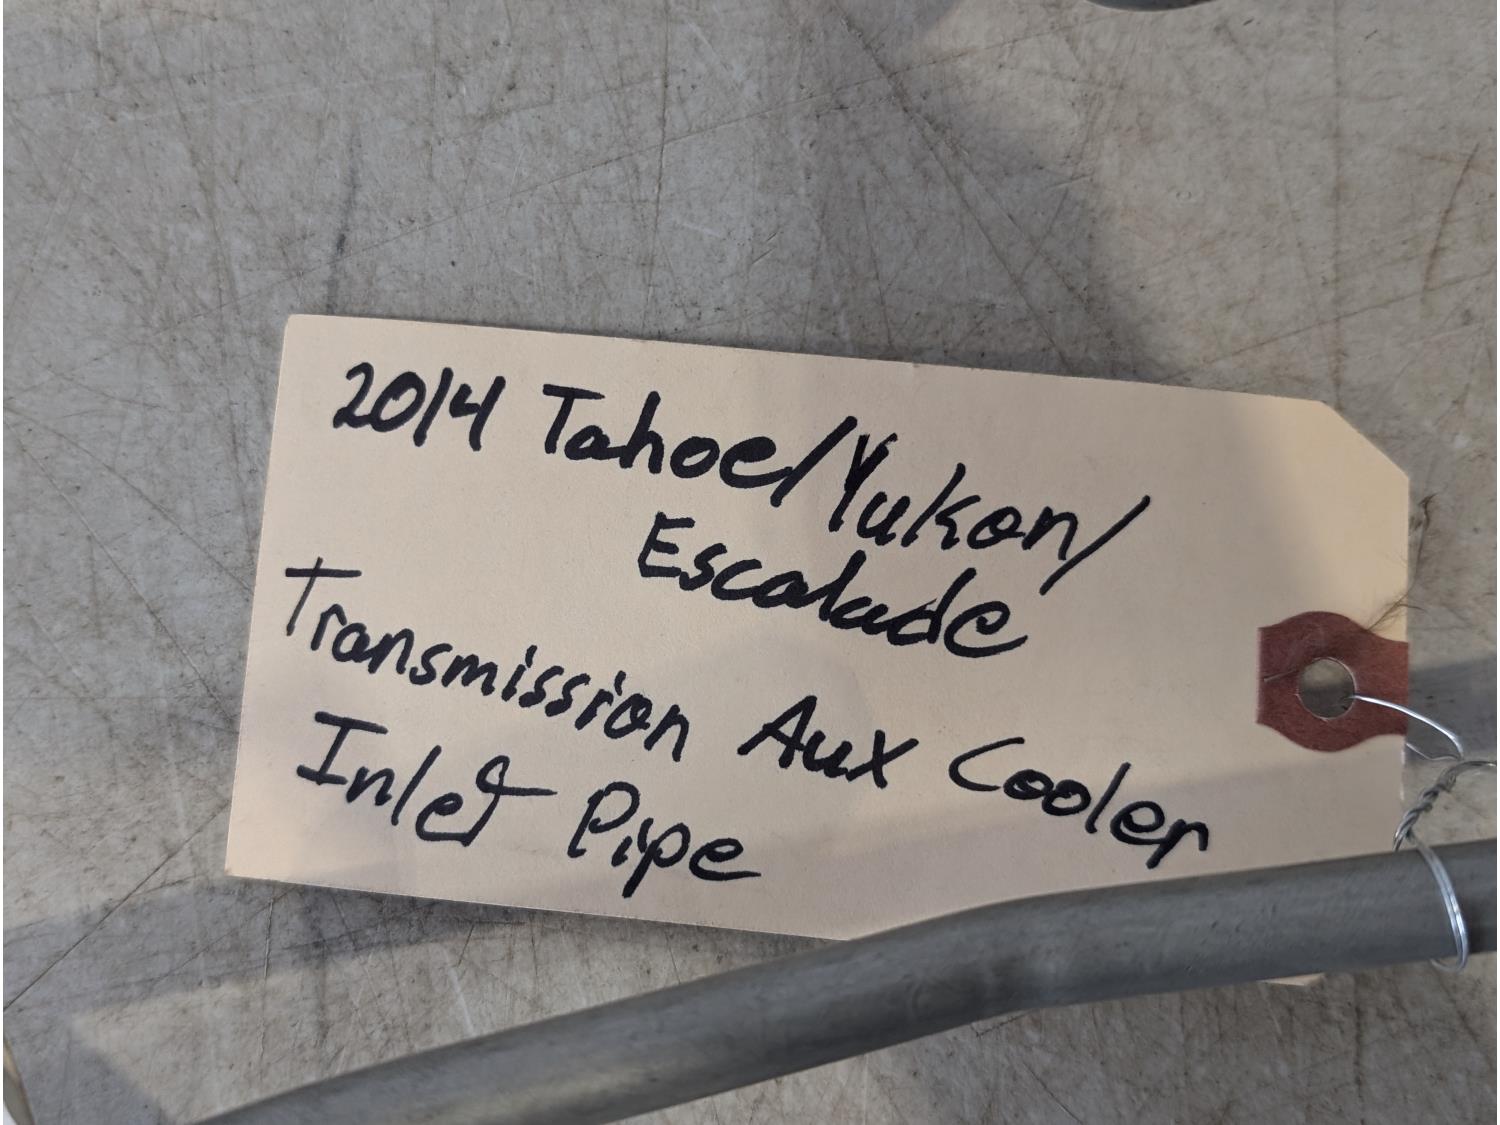 2014 Tahoe/Yukon/
Escalade
Transmission Aux Cooler
Inlet Pipe